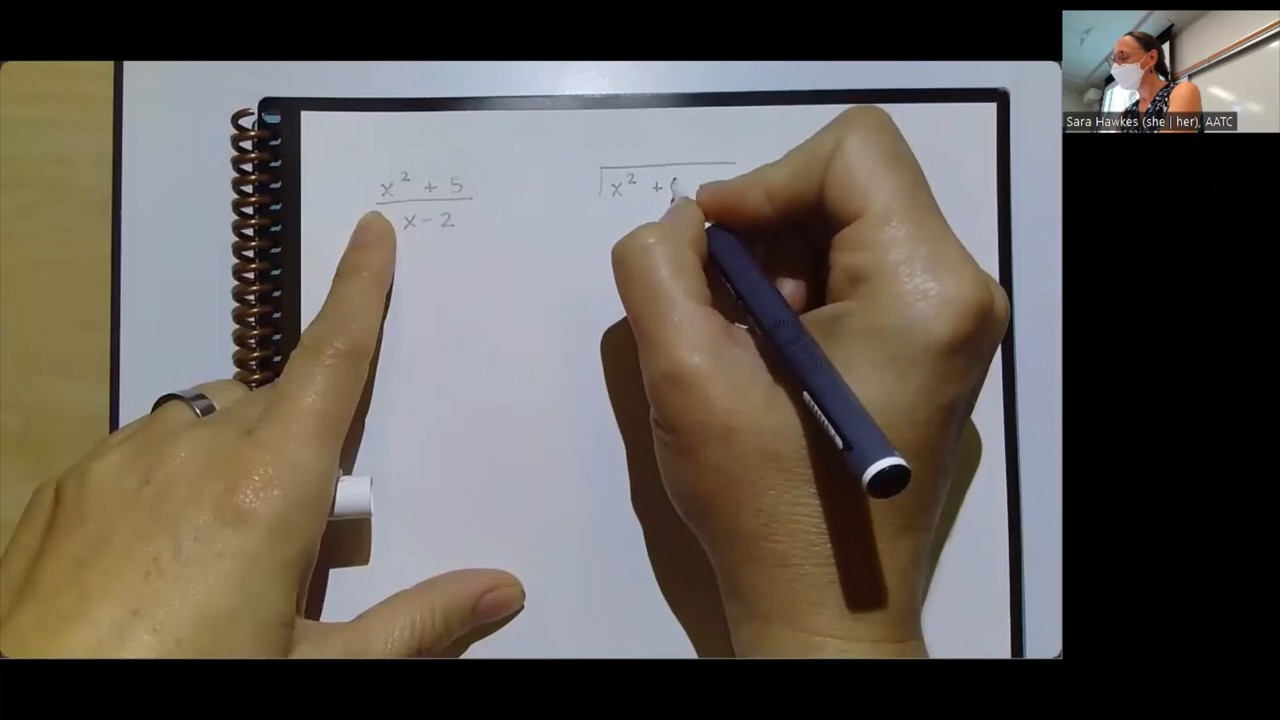 x² + 5
x - 2
x² +
Sara Hawkes (she | her), AATC